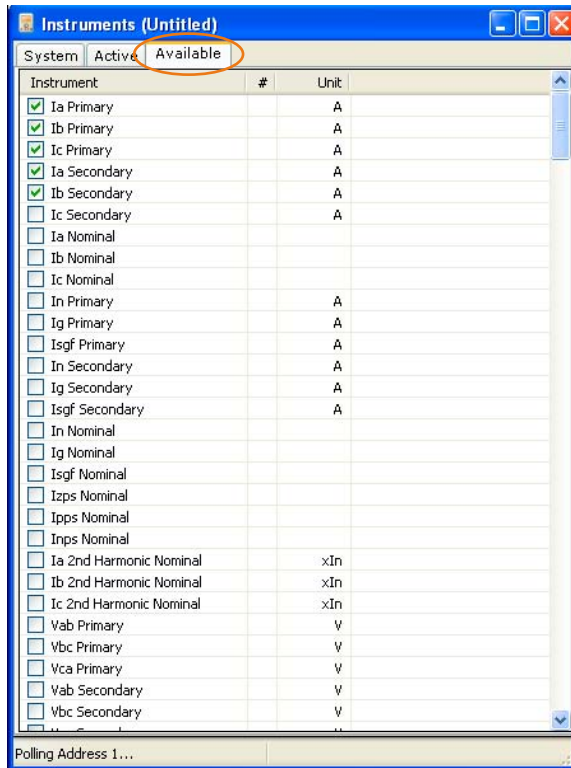 Instruments (Untitled)
System Active Available
Instrument # Unit
Ia Primary A
Ib Primary A
Ic Primary A
Ia Secondary A
Ib Secondary A
Ic Secondary A
Ia Nominal
Ib Nominal
Ic Nominal
In Primary A
Ig Primary A
Isgf Primary A
In Secondary A
Ig Secondary A
Isgf Secondary A
In Nominal
Ig Nominal
Isgf Nominal
Izps Nominal
Ipps Nominal
Inps Nominal
Ia 2nd Harmonic Nominal xIn
Ib 2nd Harmonic Nominal xIn
Ic 2nd Harmonic Nominal xIn
Vab Primary V
Vbc Primary V
Vca Primary V
Vab Secondary V
Vbc Secondary V
Polling Address 1...